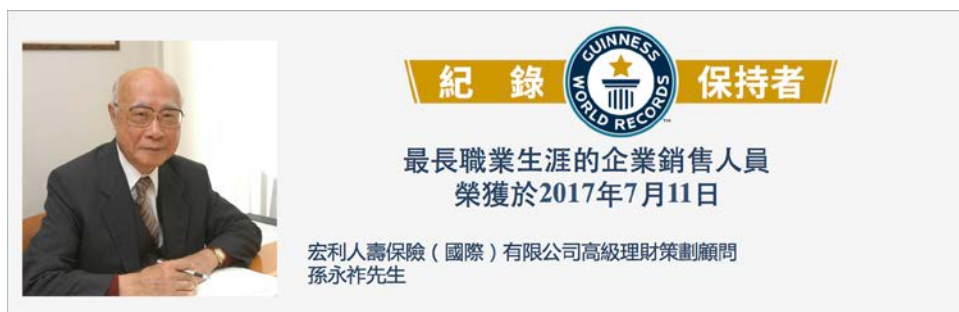 紀 錄
GUINNESS WORLD RECORDS™
保持者
最長職業生涯的企業銷售人員
榮獲於2017年7月11日
宏利人壽保險(國際)有限公司高級理財策劃顧問
孫永祚先生